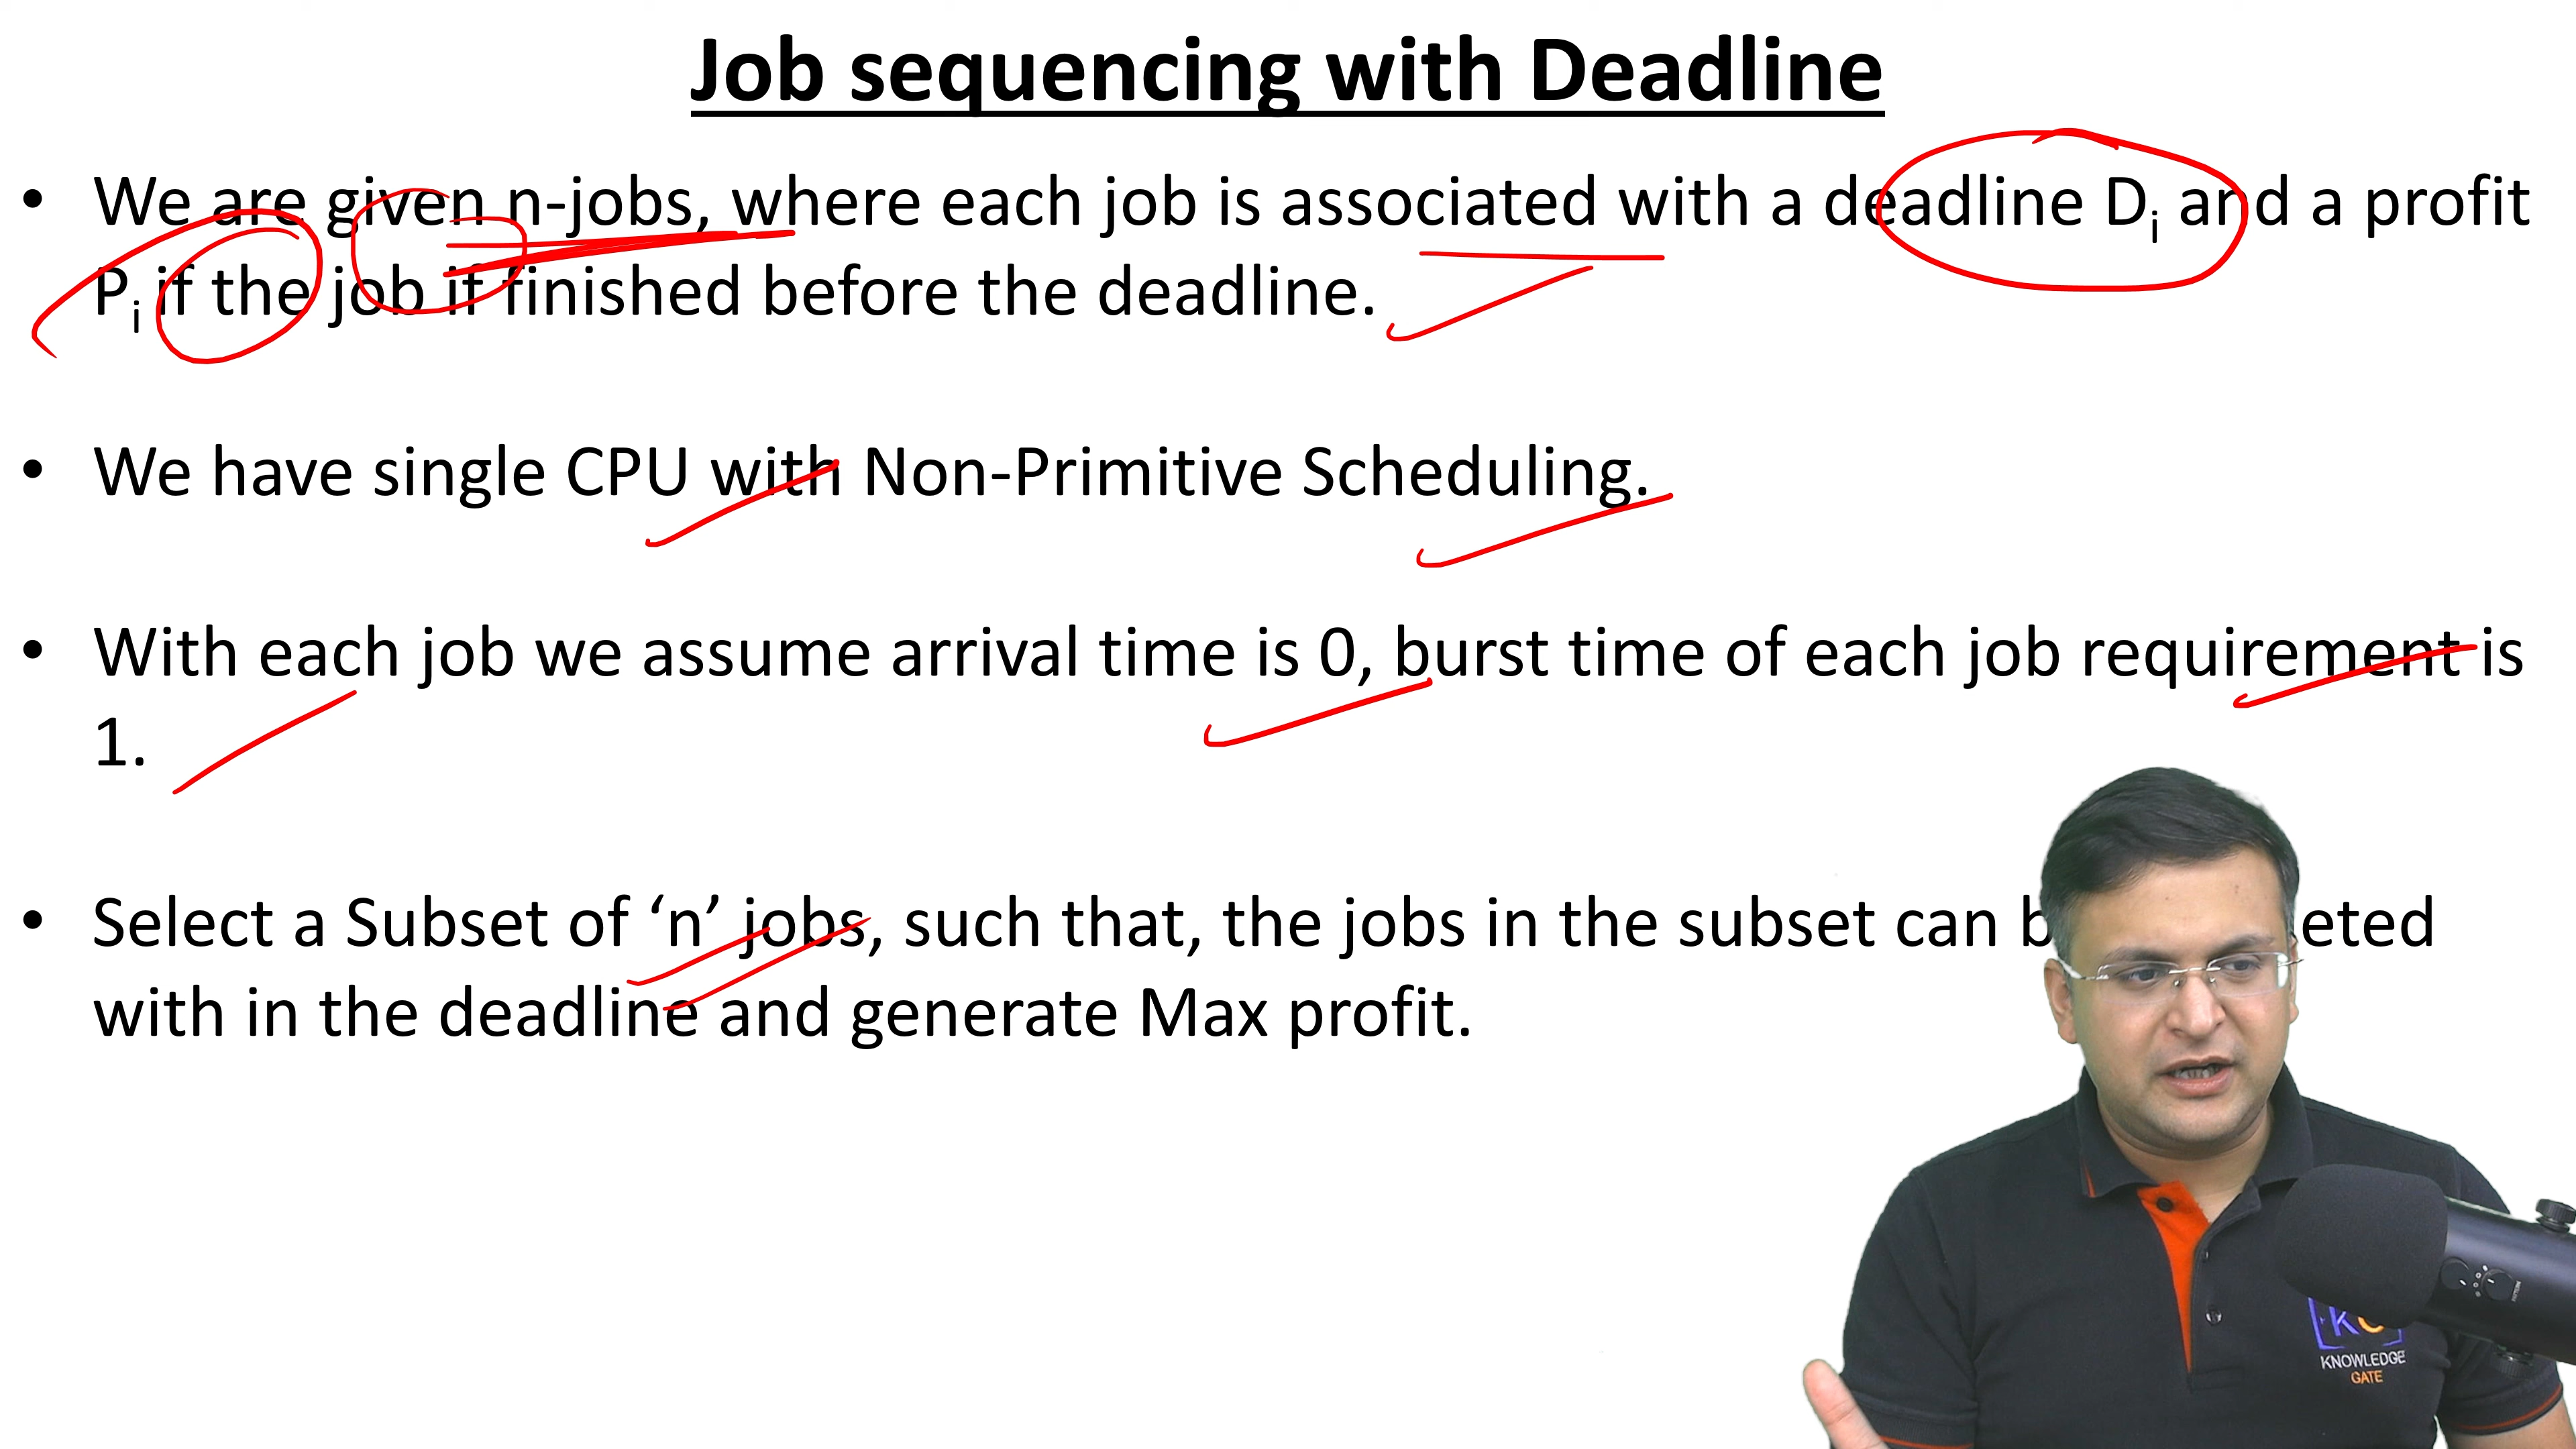 Job sequencing with Deadline
• We are given n-jobs, where each job is associated with a deadline Di and a profit
Pi if the job if finished before the deadline.
• We have single CPU with Non-Primitive Scheduling.
• With each job we assume arrival time is 0, burst time of each job requirement is
1.
• Select a Subset of ‘n’ jobs, such that, the jobs in the subset can
with in the deadline and generate Max profit.
KNOWLEDGE
GATE